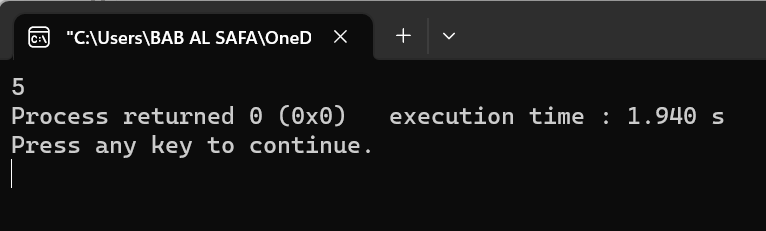 "C:\Users\BAB AL SAFA\OneD
5
Process returned 0 (0x0)   execution time : 1.940 s
Press any key to continue.